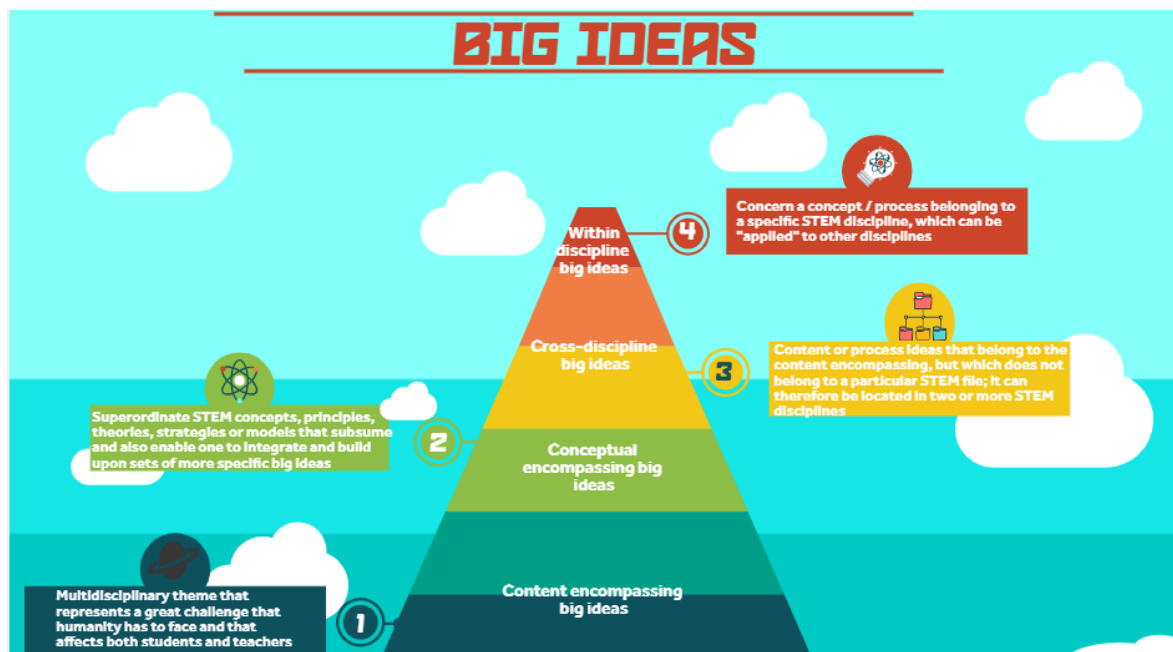 BIG IDEAS
Concern a concept / process belonging to
a specific STEM discipline, which can be
"applied" to other disciplines
4
Within
discipline
big ideas
Content or process ideas that belong to the
content encompassing, but which does not
belong to a particular STEM file; it can
therefore be located in two or more STEM
disciplines
3
Cross-discipline
big ideas
Superordinate STEM concepts, principles,
theories, strategies or models that subsume
and also enable one to integrate and build
upon sets of more specific big ideas
2
Conceptual
encompassing big
ideas
Multidisciplinary theme that
represents a great challenge that
humanity has to face and that
affects both students and teachers
1
Content encompassing
big ideas